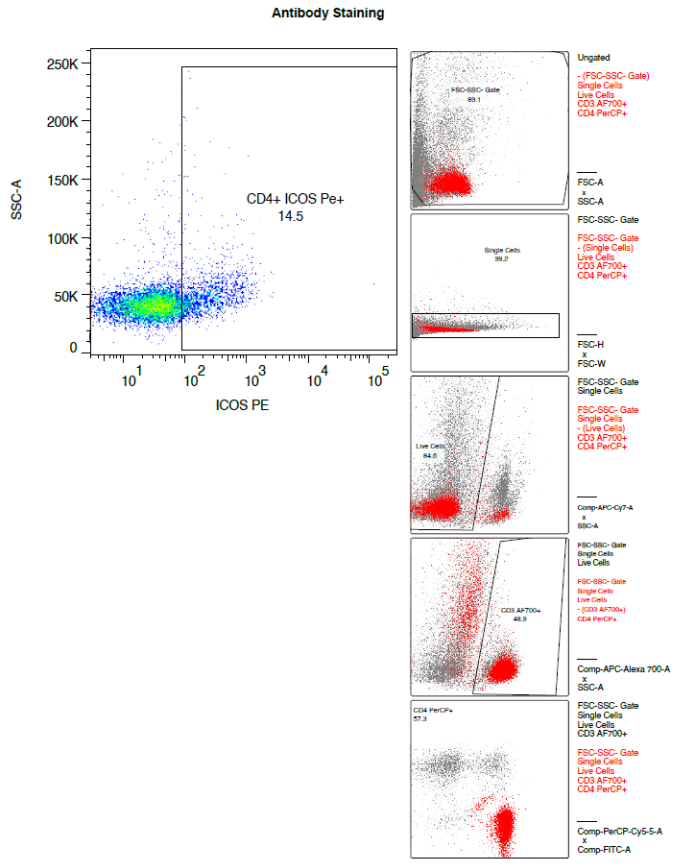 Antibody Staining
250K
200K
150K
100K
50K
0
SSC-A
CD4+ ICOS Pe+
14.5
10^1
10^2
10^3
10^4
10^5
ICOS PE
FSC-SSC- Gate
89.1
Ungated
- (FSC-SSC- Gate)
Single Cells
Live Cells
CD3 AF700+
CD4 PerCP+
FSC-A
x
SSC-A
Single Cells
99.2
FSC-SSC- Gate
FSC-SSC- Gate
- (Single Cells)
Live Cells
CD3 AF700+
CD4 PerCP+
FSC-H
x
FSC-W
Live Cells
84.6
FSC-SSC- Gate
Single Cells
FSC-SSC- Gate
Single Cells
- (Live Cells)
CD3 AF700+
CD4 PerCP+
Comp-APC-Cy7-A
x
SSC-A
CD3 AF700+
48.9
FSC-SSC- Gate
Single Cells
Live Cells
FSC-SSC- Gate
Single Cells
Live Cells
- (CD3 AF700+)
CD4 PerCP+
Comp-APC-Alexa 700-A
x
SSC-A
CD4 PerCP+
57.3
FSC-SSC- Gate
Single Cells
Live Cells
CD3 AF700+
FSC-SSC- Gate
Single Cells
Live Cells
CD3 AF700+
CD4 PerCP+
Comp-PerCP-Cy5-5-A
x
Comp-FITC-A